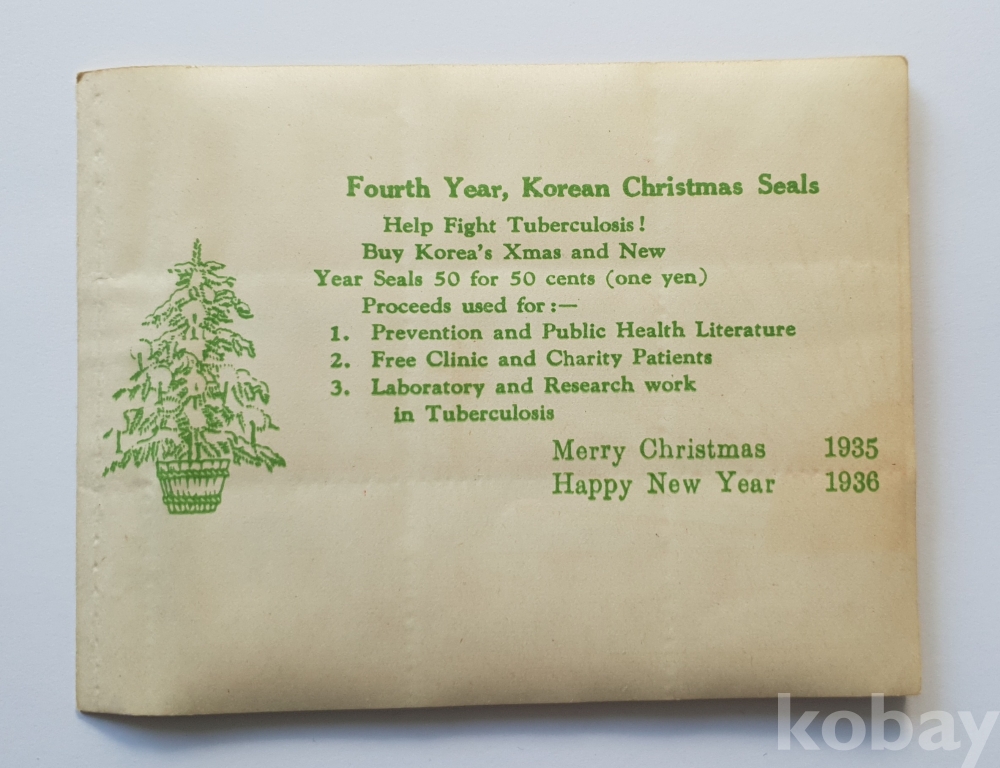 Fourth Year, Korean Christmas Seals
Help Fight Tuberculosis!
Buy Korea's Xmas and New
Year Seals 50 for 50 cents (one yen)
Proceeds used for:—
1. Prevention and Public Health Literature
2. Free Clinic and Charity Patients
3. Laboratory and Research work
in Tuberculosis
Merry Christmas 1935
Happy New Year 1936
kobay